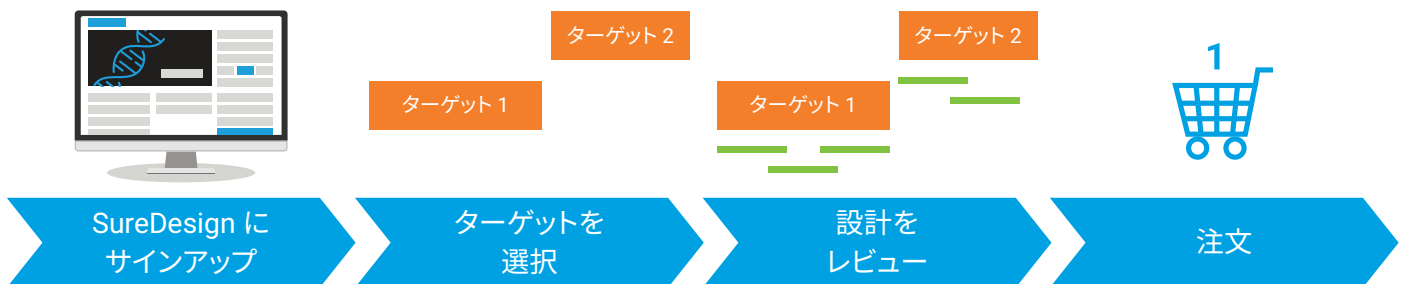 ターゲット 2
ターゲット 1
ターゲット 2
ターゲット 1
1
SureDesign に
サインアップ
ターゲットを
選択
設計を
レビュー
注文